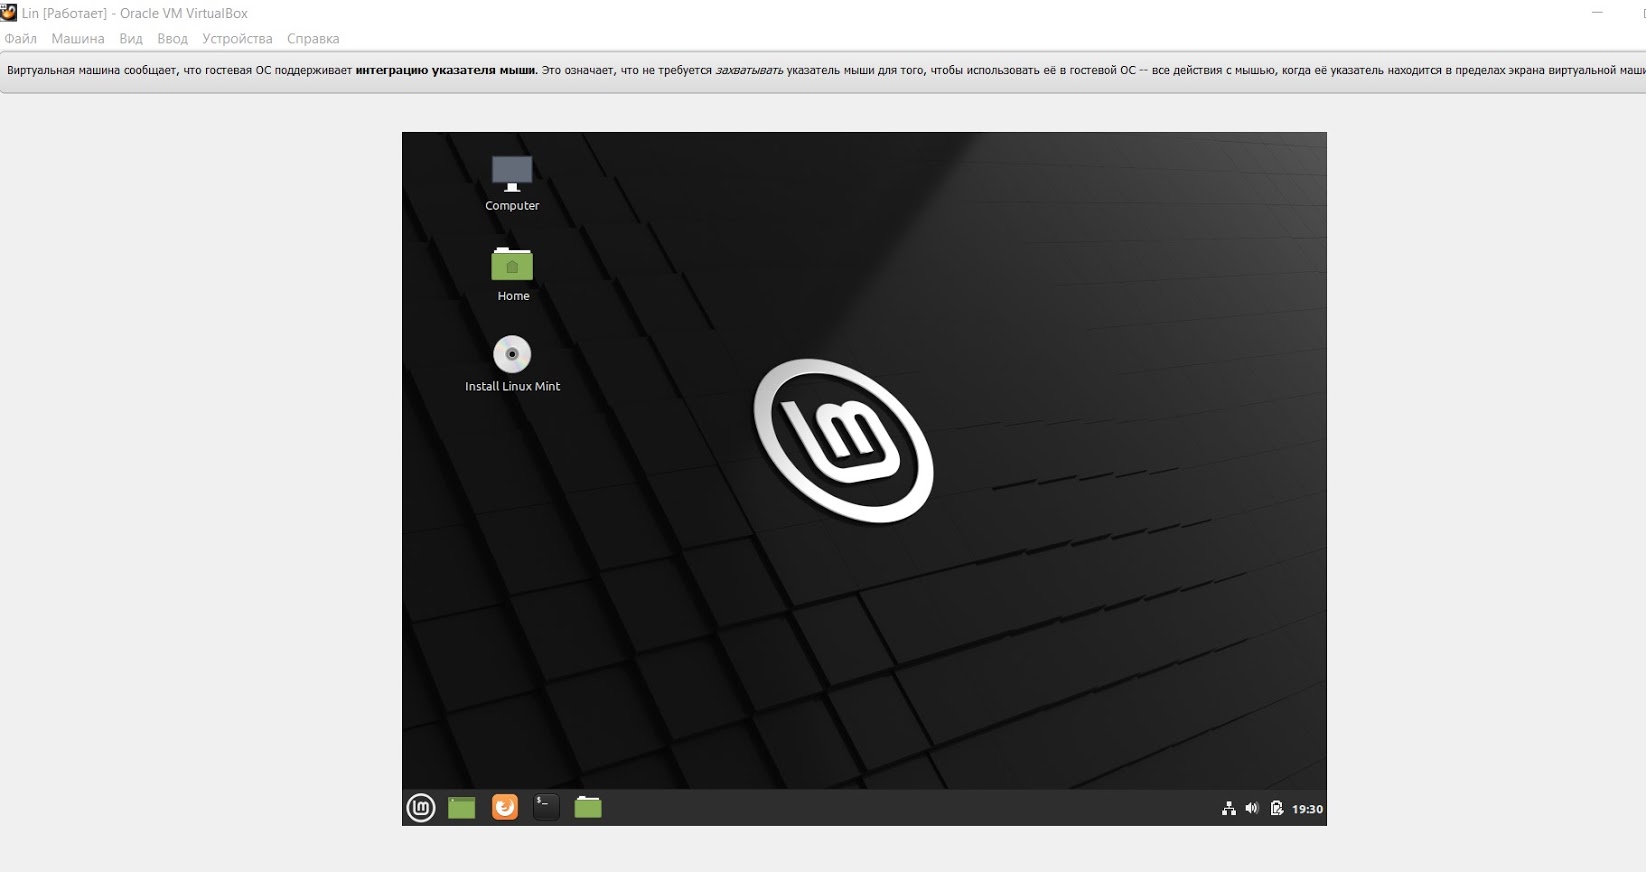 Lin [Работает] - Oracle VM VirtualBox
Файл Машина Вид Ввод Устройства Справка
Виртуальная машина сообщает, что гостевая ОС поддерживает интеграцию указателя мыши. Это означает, что не требуется захватывать указатель мыши для того, чтобы использовать её в гостевой ОС -- все действия с мышью, когда её указатель находится в пределах экрана виртуальной
Computer
Home
Install Linux Mint
lm
lm
$_
19:30